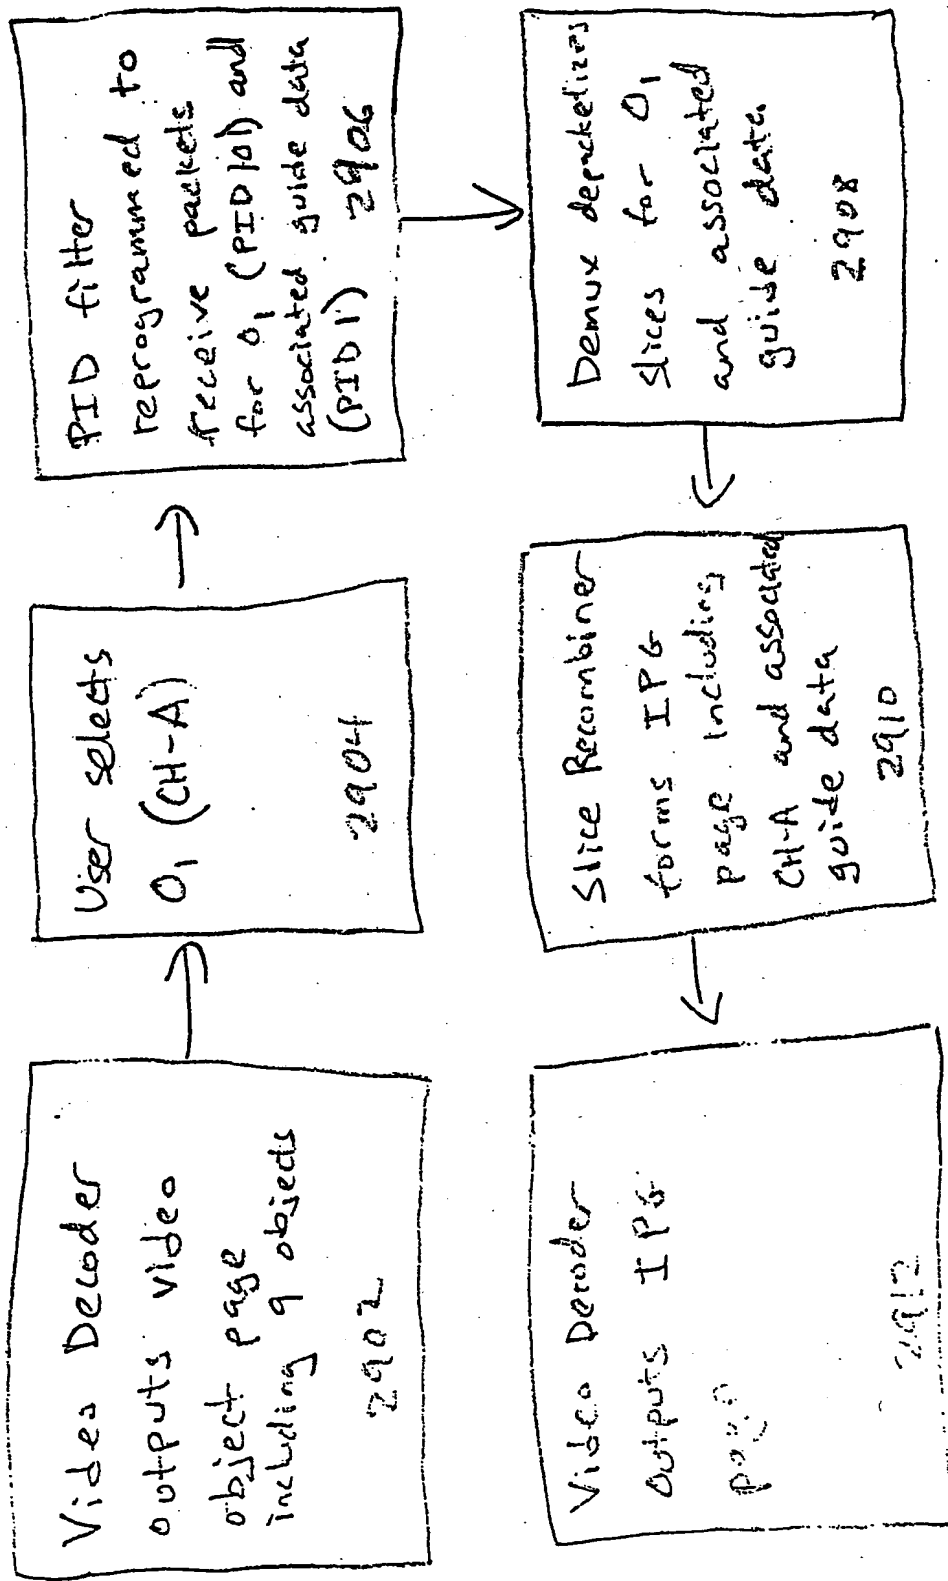 Video Decoder
outputs video
object page
including 9 objects
2902
User selects
O1 (CH-A)
2904
PID filter
reprogrammed to
receive packets
for O1 (PID 101) and
associated guide data
(PID 1) 2906
Demux depacketizes
slices for O1
and associated
guide data
2908
Slice Recombiner
forms IPG
page including
CH-A and associated
guide data
2910
Video Decoder
Outputs IPG
page
2912